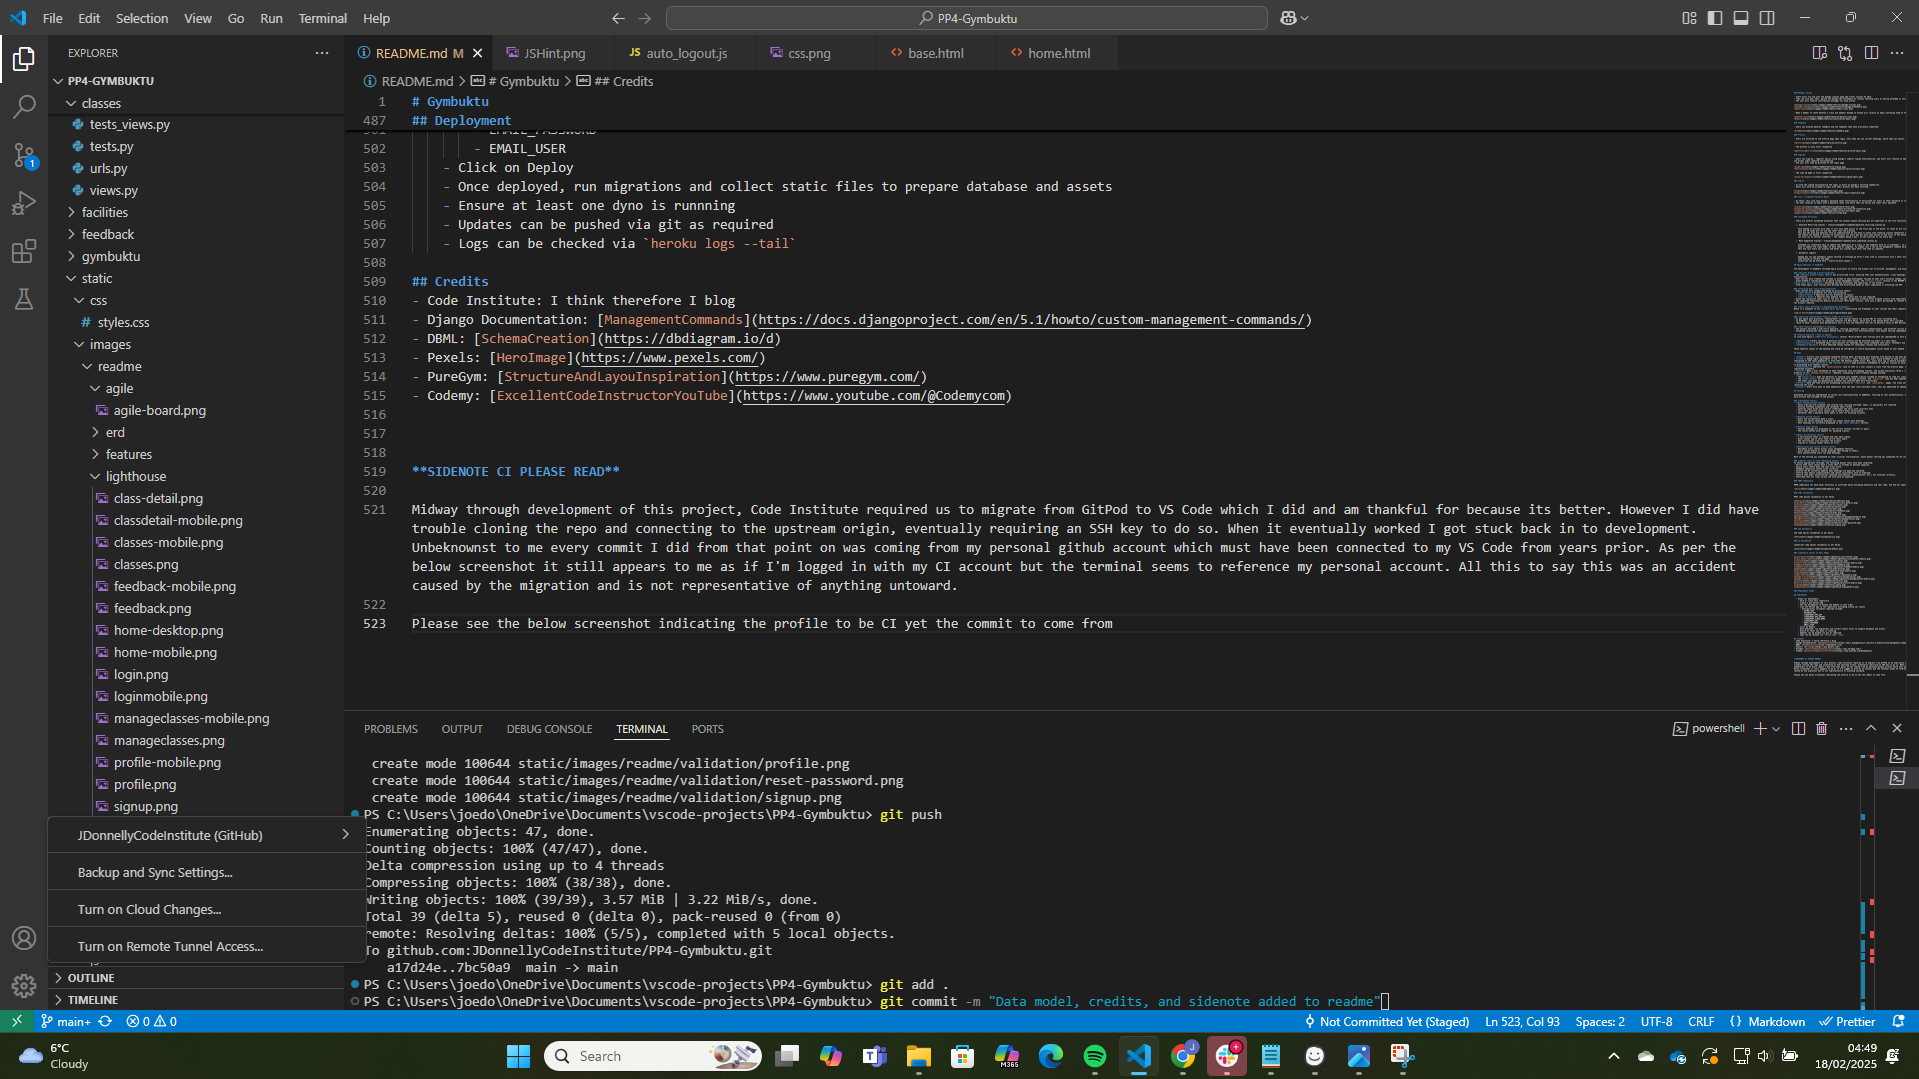 File Edit Selection View Go Run Terminal Help
PP4-Gymbuktu
EXPLORER
PP4-GYMBUKTU
classes
tests_views.py
tests.py
urls.py
views.py
facilities
feedback
gymbuktu
static
css
# styles.css
images
readme
agile
agile-board.png
erd
features
lighthouse
class-detail.png
classdetail-mobile.png
classes-mobile.png
classes.png
feedback-mobile.png
feedback.png
home-desktop.png
home-mobile.png
login.png
loginmobile.png
manageclasses-mobile.png
manageclasses.png
profile-mobile.png
profile.png
signup.png
JDonnellyCodeInstitute (GitHub)
Backup and Sync Settings...
Turn on Cloud Changes...
Turn on Remote Tunnel Access...
OUTLINE
TIMELINE
README.md M JSHint.png JS auto_logout.js css.png base.html home.html
README.md > # Gymbuktu > ## Credits
1 # Gymbuktu
487 ## Deployment
501 - EMAIL_PASSWORD
502 - EMAIL_USER
503 - Click on Deploy
504 - Once deployed, run migrations and collect static files to prepare database and assets
505 - Ensure at least one dyno is runnning
506 - Updates can be pushed via git as required
507 - Logs can be checked via `heroku logs --tail`
508
509 ## Credits
510 - Code Institute: I think therefore I blog
511 - Django Documentation: [ManagementCommands](https://docs.djangoproject.com/en/5.1/howto/custom-management-commands/)
512 - DBML: [SchemaCreation](https://dbdiagram.io/d)
513 - Pexels: [HeroImage](https://www.pexels.com/)
514 - PureGym: [StructureAndLayouInspiration](https://www.puregym.com/)
515 - Codemy: [ExcellentCodeInstructorYouTube](https://www.youtube.com/@Codemycom)
516
517
518
519 **SIDENOTE CI PLEASE READ**
520
521 Midway through development of this project, Code Institute required us to migrate from GitPod to VS Code which I did and am thankful for because its better. However I did have
trouble cloning the repo and connecting to the upstream origin, eventually requiring an SSH key to do so. When it eventually worked I got stuck back in to development.
Unbeknownst to me every commit I did from that point on was coming from my personal github account which must have been connected to my VS Code from years prior. As per the
below screenshot it still appears to me as if I'm logged in with my CI account but the terminal seems to reference my personal account. All this to say this was an accident
caused by the migration and is not representative of anything untoward.
522
523 Please see the below screenshot indicating the profile to be CI yet the commit to come from
PROBLEMS OUTPUT DEBUG CONSOLE TERMINAL PORTS
powershell
create mode 100644 static/images/readme/validation/profile.png
create mode 100644 static/images/readme/validation/reset-password.png
create mode 100644 static/images/readme/validation/signup.png
PS C:\Users\joedo\OneDrive\Documents\vscode-projects\PP4-Gymbuktu> git push
Enumerating objects: 47, done.
Counting objects: 100% (47/47), done.
Delta compression using up to 4 threads
Compressing objects: 100% (38/38), done.
Writing objects: 100% (39/39), 3.57 MiB | 3.22 MiB/s, done.
Total 39 (delta 5), reused 0 (delta 0), pack-reused 0 (from 0)
remote: Resolving deltas: 100% (5/5), completed with 5 local objects.
To github.com:JDonnellyCodeInstitute/PP4-Gymbuktu.git
a17d24e..7bc50a9 main -> main
PS C:\Users\joedo\OneDrive\Documents\vscode-projects\PP4-Gymbuktu> git add .
PS C:\Users\joedo\OneDrive\Documents\vscode-projects\PP4-Gymbuktu> git commit -m "Data model, credits, and sidenote added to readme"
main+ 0 0 Not Committed Yet (Staged) Ln 523, Col 93 Spaces: 2 UTF-8 CRLF {} Markdown Prettier
6°C
Cloudy
Search
04:49
18/02/2025